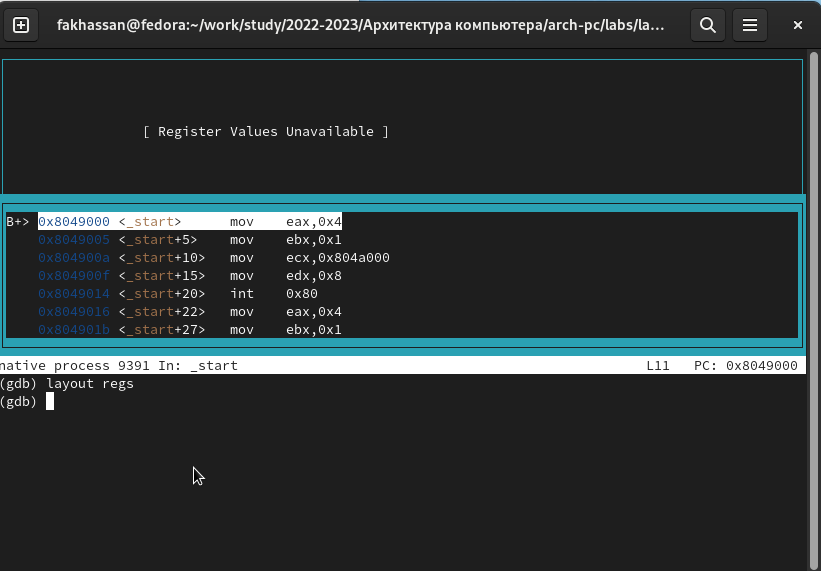 fakhassan@fedora:~/work/study/2022-2023/Архитектура компьютера/arch-pc/labs/la...
[ Register Values Unavailable ]
B+> 0x8049000 <_start> mov eax,0x4
0x8049005 <_start+5> mov ebx,0x1
0x804900a <_start+10> mov ecx,0x804a000
0x804900f <_start+15> mov edx,0x8
0x8049014 <_start+20> int 0x80
0x8049016 <_start+22> mov eax,0x4
0x804901b <_start+27> mov ebx,0x1
native process 9391 In: _start L11 PC: 0x8049000
(gdb) layout regs
(gdb)